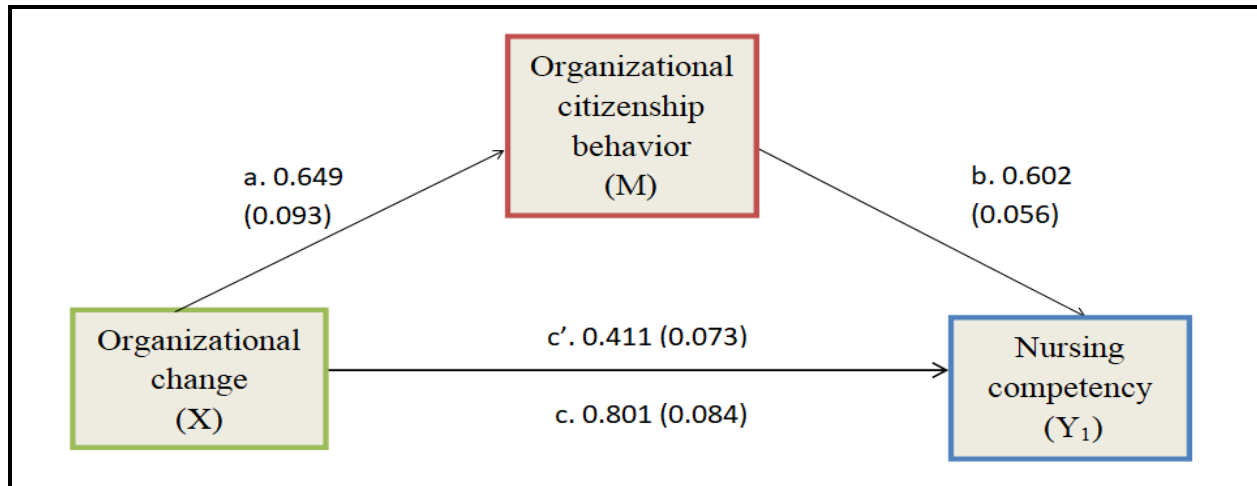 Organizational
citizenship
behavior
(M)
a. 0.649
(0.093)
b. 0.602
(0.056)
Organizational
change
(X)
c’. 0.411 (0.073)
c. 0.801 (0.084)
Nursing
competency
(Y₁)